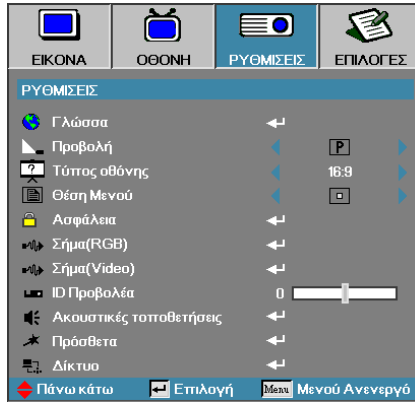 ΕΙΚΟΝΑ ΟΘΟΝΗ ΡΥΘΜΙΣΕΙΣ ΕΠΙΛΟΓΕΣ
ΡΥΘΜΙΣΕΙΣ
Γλώσσα
Προβολή P
Τύπος οθόνης 16:9
Θέση Μενού
Ασφάλεια
Σήμα(RGB)
Σήμα(Video)
ID Προβολέα 0
Ακουστικές τοποθετήσεις
Πρόσθετα
Δίκτυο
Πάνω κάτω Επιλογή Menu Μενού Ανενεργό